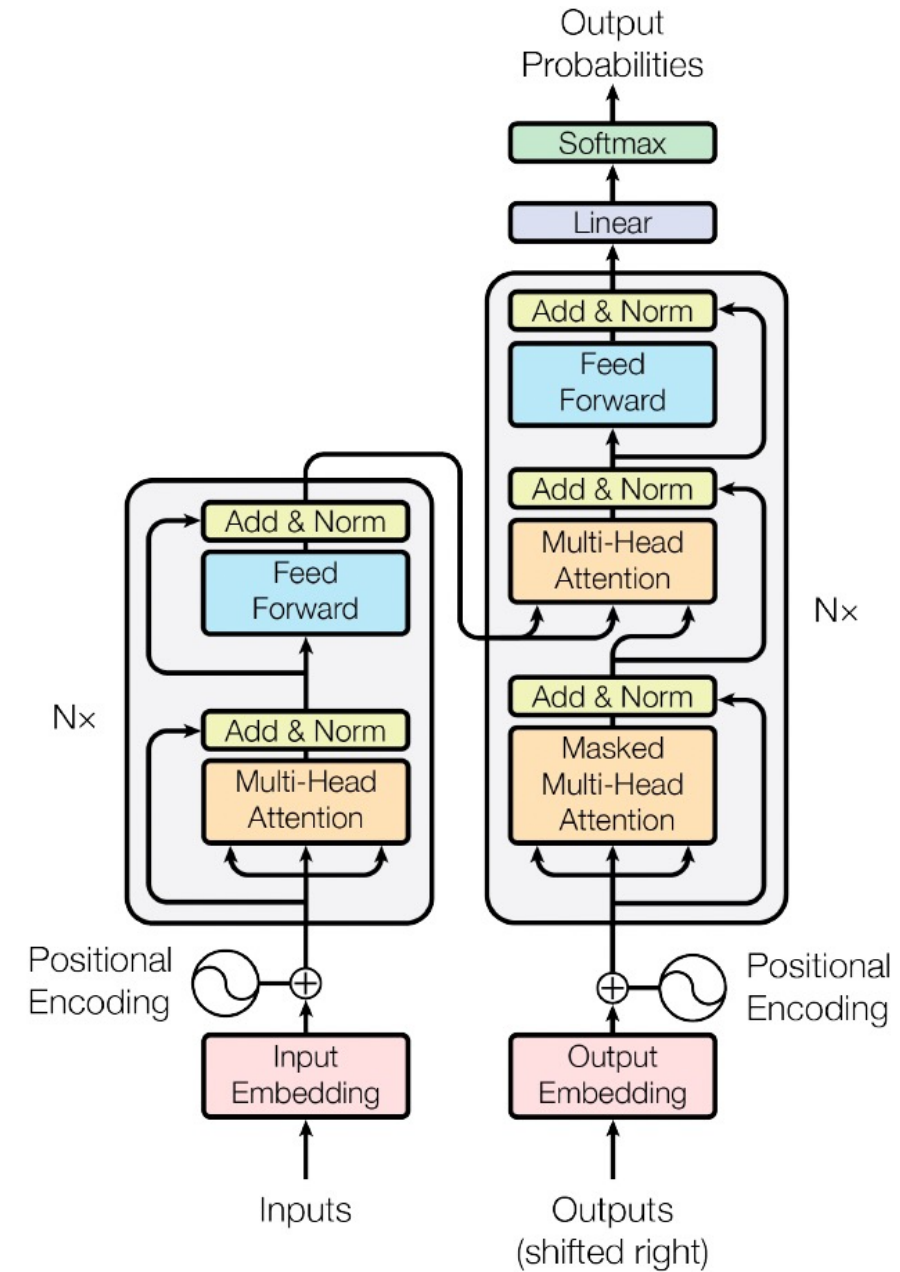 Output
Probabilities
Softmax
Linear
Add & Norm
Feed
Forward
Add & Norm
Multi-Head
Attention
Add & Norm
Masked
Multi-Head
Attention
N×
Add & Norm
Feed
Forward
Add & Norm
Multi-Head
Attention
N×
Positional
Encoding
Input
Embedding
Inputs
Positional
Encoding
Output
Embedding
Outputs
(shifted right)